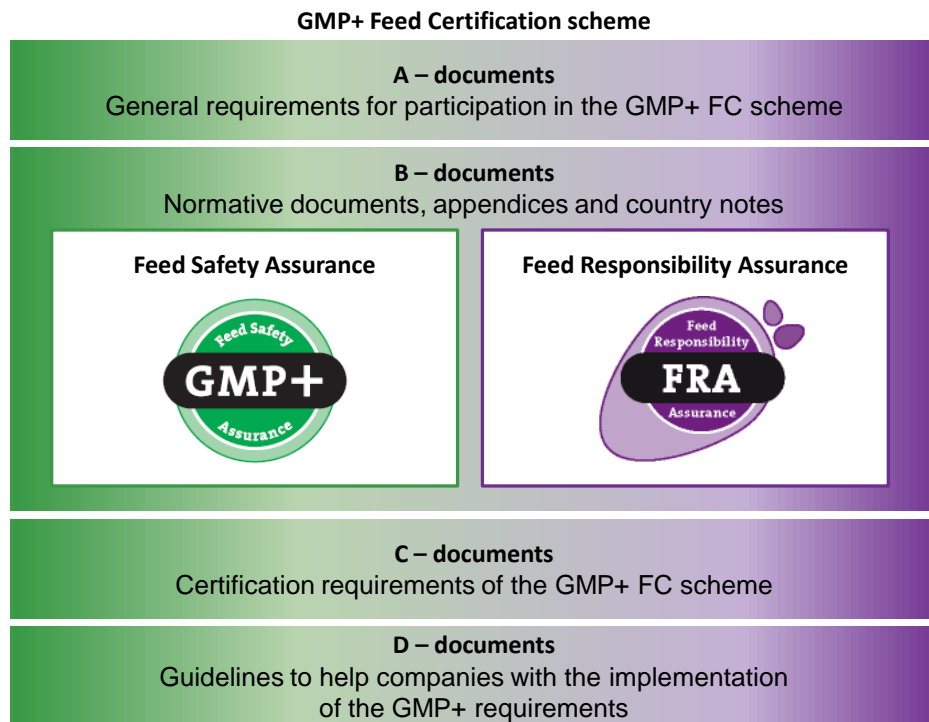 GMP+ Feed Certification scheme
A – documents
General requirements for participation in the GMP+ FC scheme
B – documents
Normative documents, appendices and country notes
Feed Safety Assurance
Feed Safety
GMP+
Assurance
Feed Responsibility Assurance
Feed
Responsibility
FRA
Assurance
C – documents
Certification requirements of the GMP+ FC scheme
D – documents
Guidelines to help companies with the implementation
of the GMP+ requirements